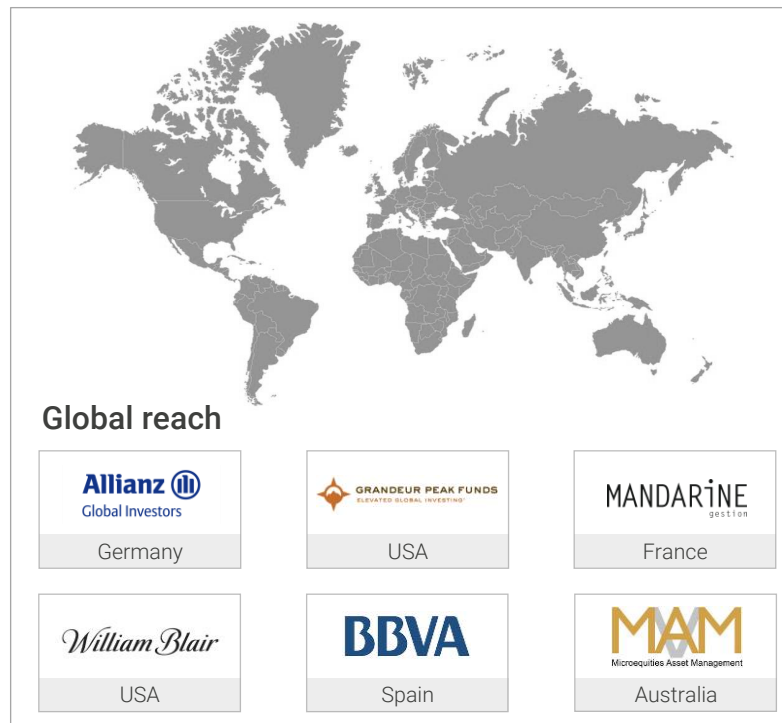 Global reach
Allianz
Global Investors
Germany
GRANDEUR PEAK FUNDS
ELEVATED GLOBAL INVESTING
USA
MANDARiNE
gestion
France
William Blair
USA
BBVA
Spain
MAM
Microequities Asset Management
Australia